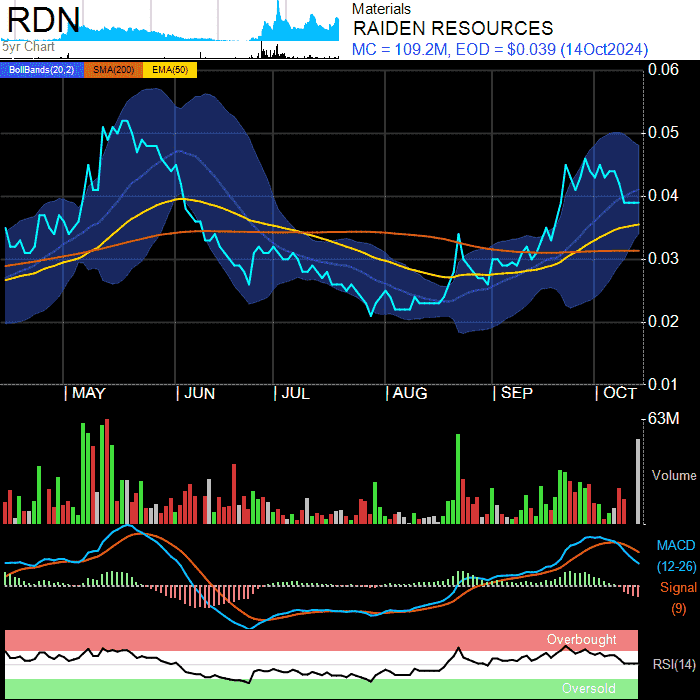 RDN
5yr Chart
Materials
RAIDEN RESOURCES
MC = 109.2M, EOD = $0.039 (14Oct2024)
BollBands(20,2) SMA(200) EMA(50)
0.06
0.05
0.04
0.03
0.02
0.01
MAY JUN JUL AUG SEP OCT
63M
Volume
MACD
(12-26)
Signal
(9)
Overbought
RSI(14)
Oversold